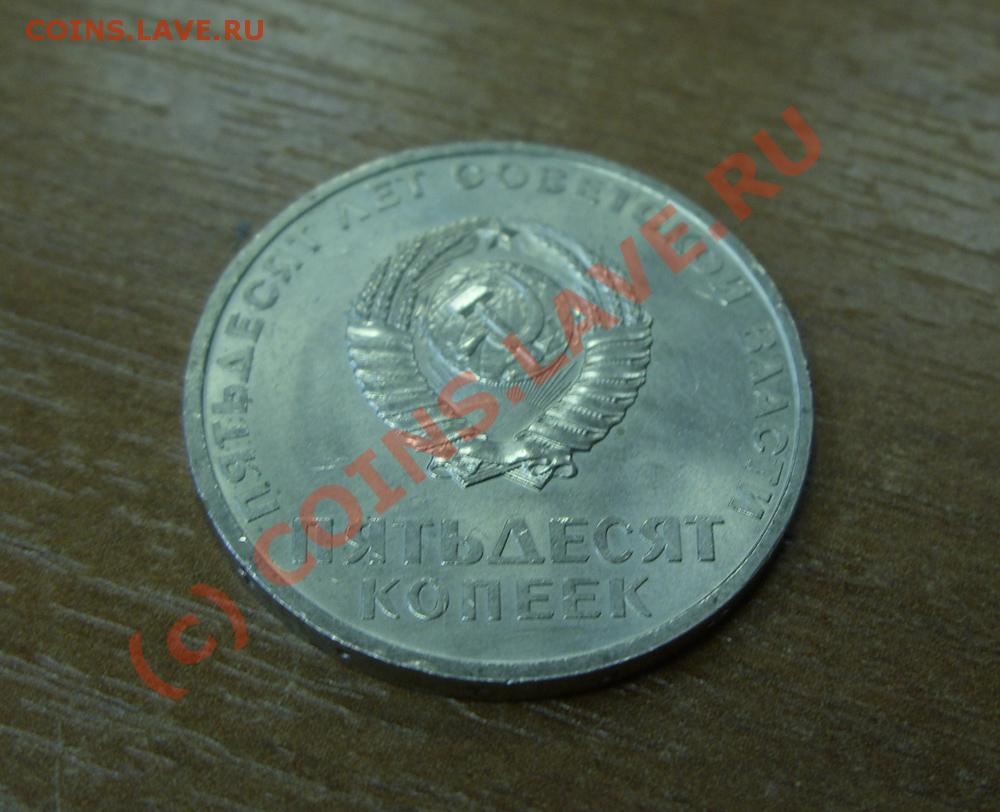 COINS.LAVE.RU
ПЯТЬДЕСЯТ ЛЕТ СОВЕТСКОЙ ВЛАСТИ
ПЯТЬДЕСЯТ
КОПЕЕК
(c) COINS.LAVE.RU